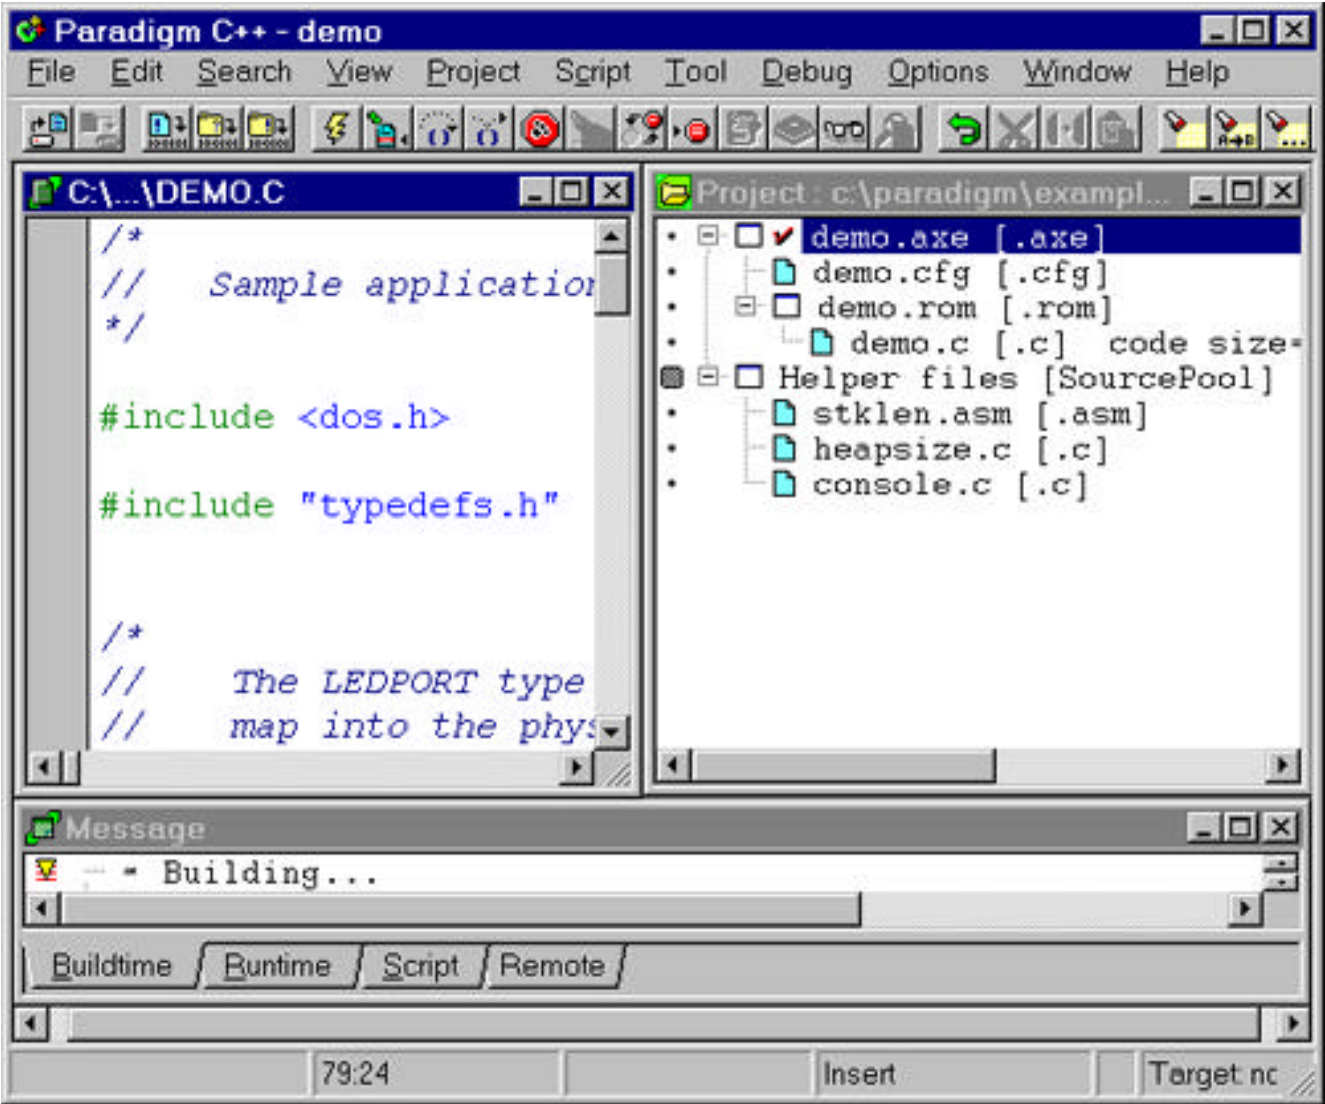 Paradigm C++ - demo
File Edit Search View Project Script Tool Debug Options Window Help
C:\...\DEMO.C
/*
// Sample application
*/
#include <dos.h>
#include "typedefs.h"
/*
// The LEDPORT type
// map into the phys
Project : c:\paradigm\exampl...
demo.axe [.axe]
demo.cfg [.cfg]
demo.rom [.rom]
demo.c [.c] code size=
Helper files [SourcePool]
stklen.asm [.asm]
heapsize.c [.c]
console.c [.c]
Message
Building...
Buildtime Runtime Script Remote
79:24 Insert Target: nc